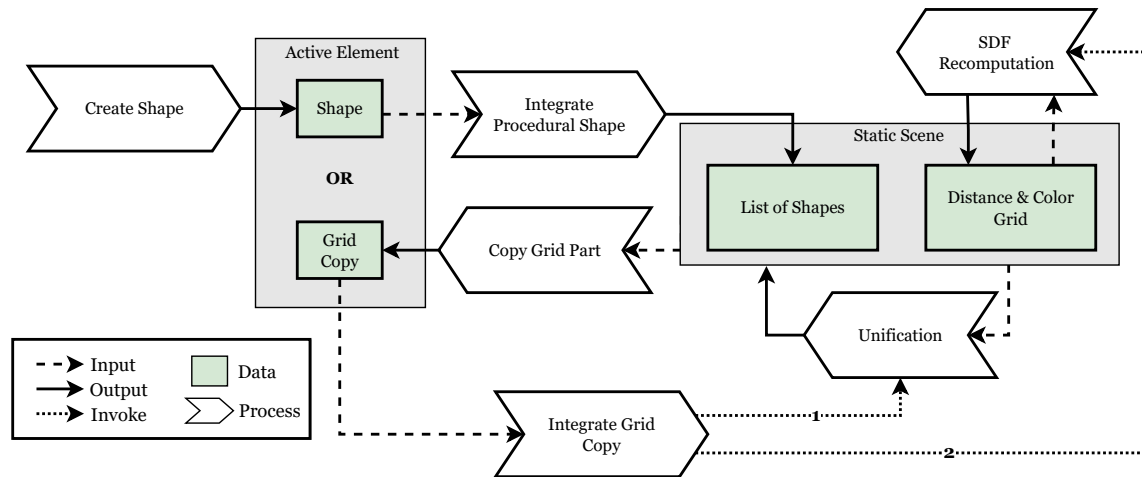 SDF
Recomputation
Active Element
Create Shape
Shape
Integrate
Procedural Shape
Static Scene
OR
List of Shapes
Distance & Color
Grid
Grid
Copy
Copy Grid Part
Unification
Input
Output
Invoke
Data
Process
Integrate Grid
Copy
1
2